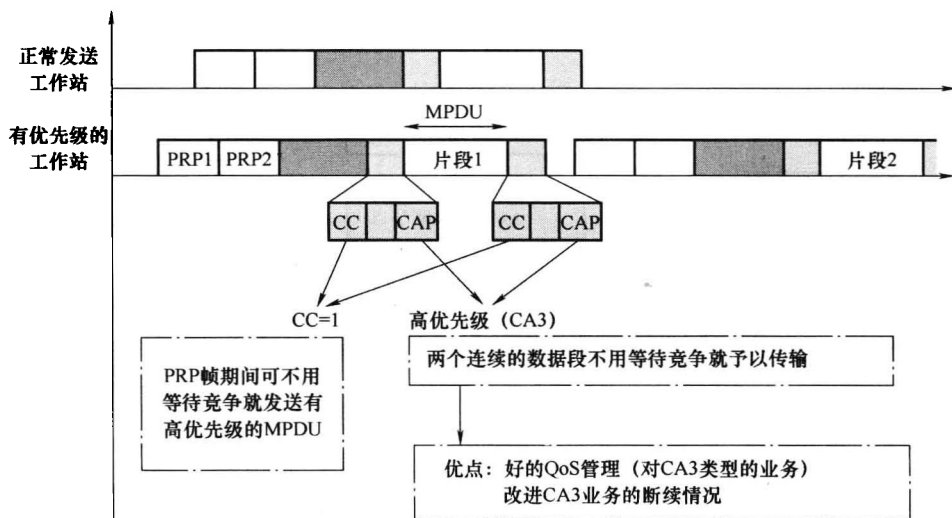 正常发送
工作站
MPDU
有优先级的
工作站
PRP1 PRP2 片段1 片段2
CC CAP CC CAP
CC=1 高优先级（CA3）
两个连续的数据段不用等待竞争就予以传输
PRP帧期间可不用
等待竞争就发送有
高优先级的MPDU
优点：好的QoS管理（对CA3类型的业务）
改进CA3业务的断续情况